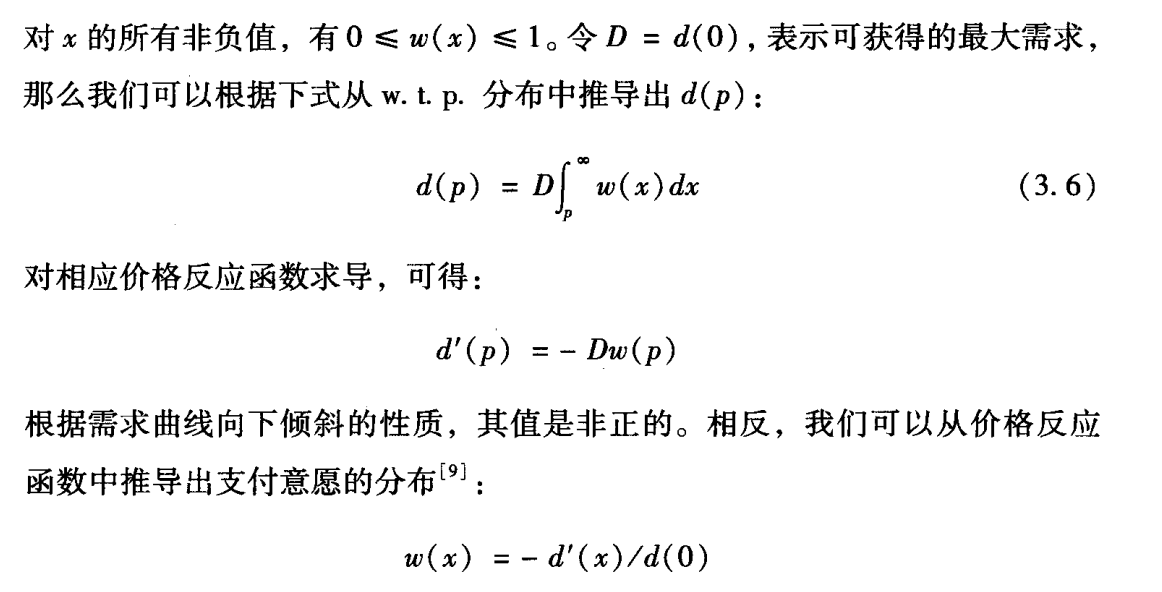 对 x 的所有非负值，有 0 ≤ w(x) ≤ 1。令 D = d(0)，表示可获得的最大需求，
那么我们可以根据下式从 w. t. p. 分布中推导出 d(p)：
d(p) = D∫_p^∞ w(x)dx (3.6)
对相应价格反应函数求导，可得：
d′(p) = - Dw(p)
根据需求曲线向下倾斜的性质，其值是非正的。相反，我们可以从价格反应
函数中推导出支付意愿的分布[9]：
w(x) = - d′(x)/d(0)